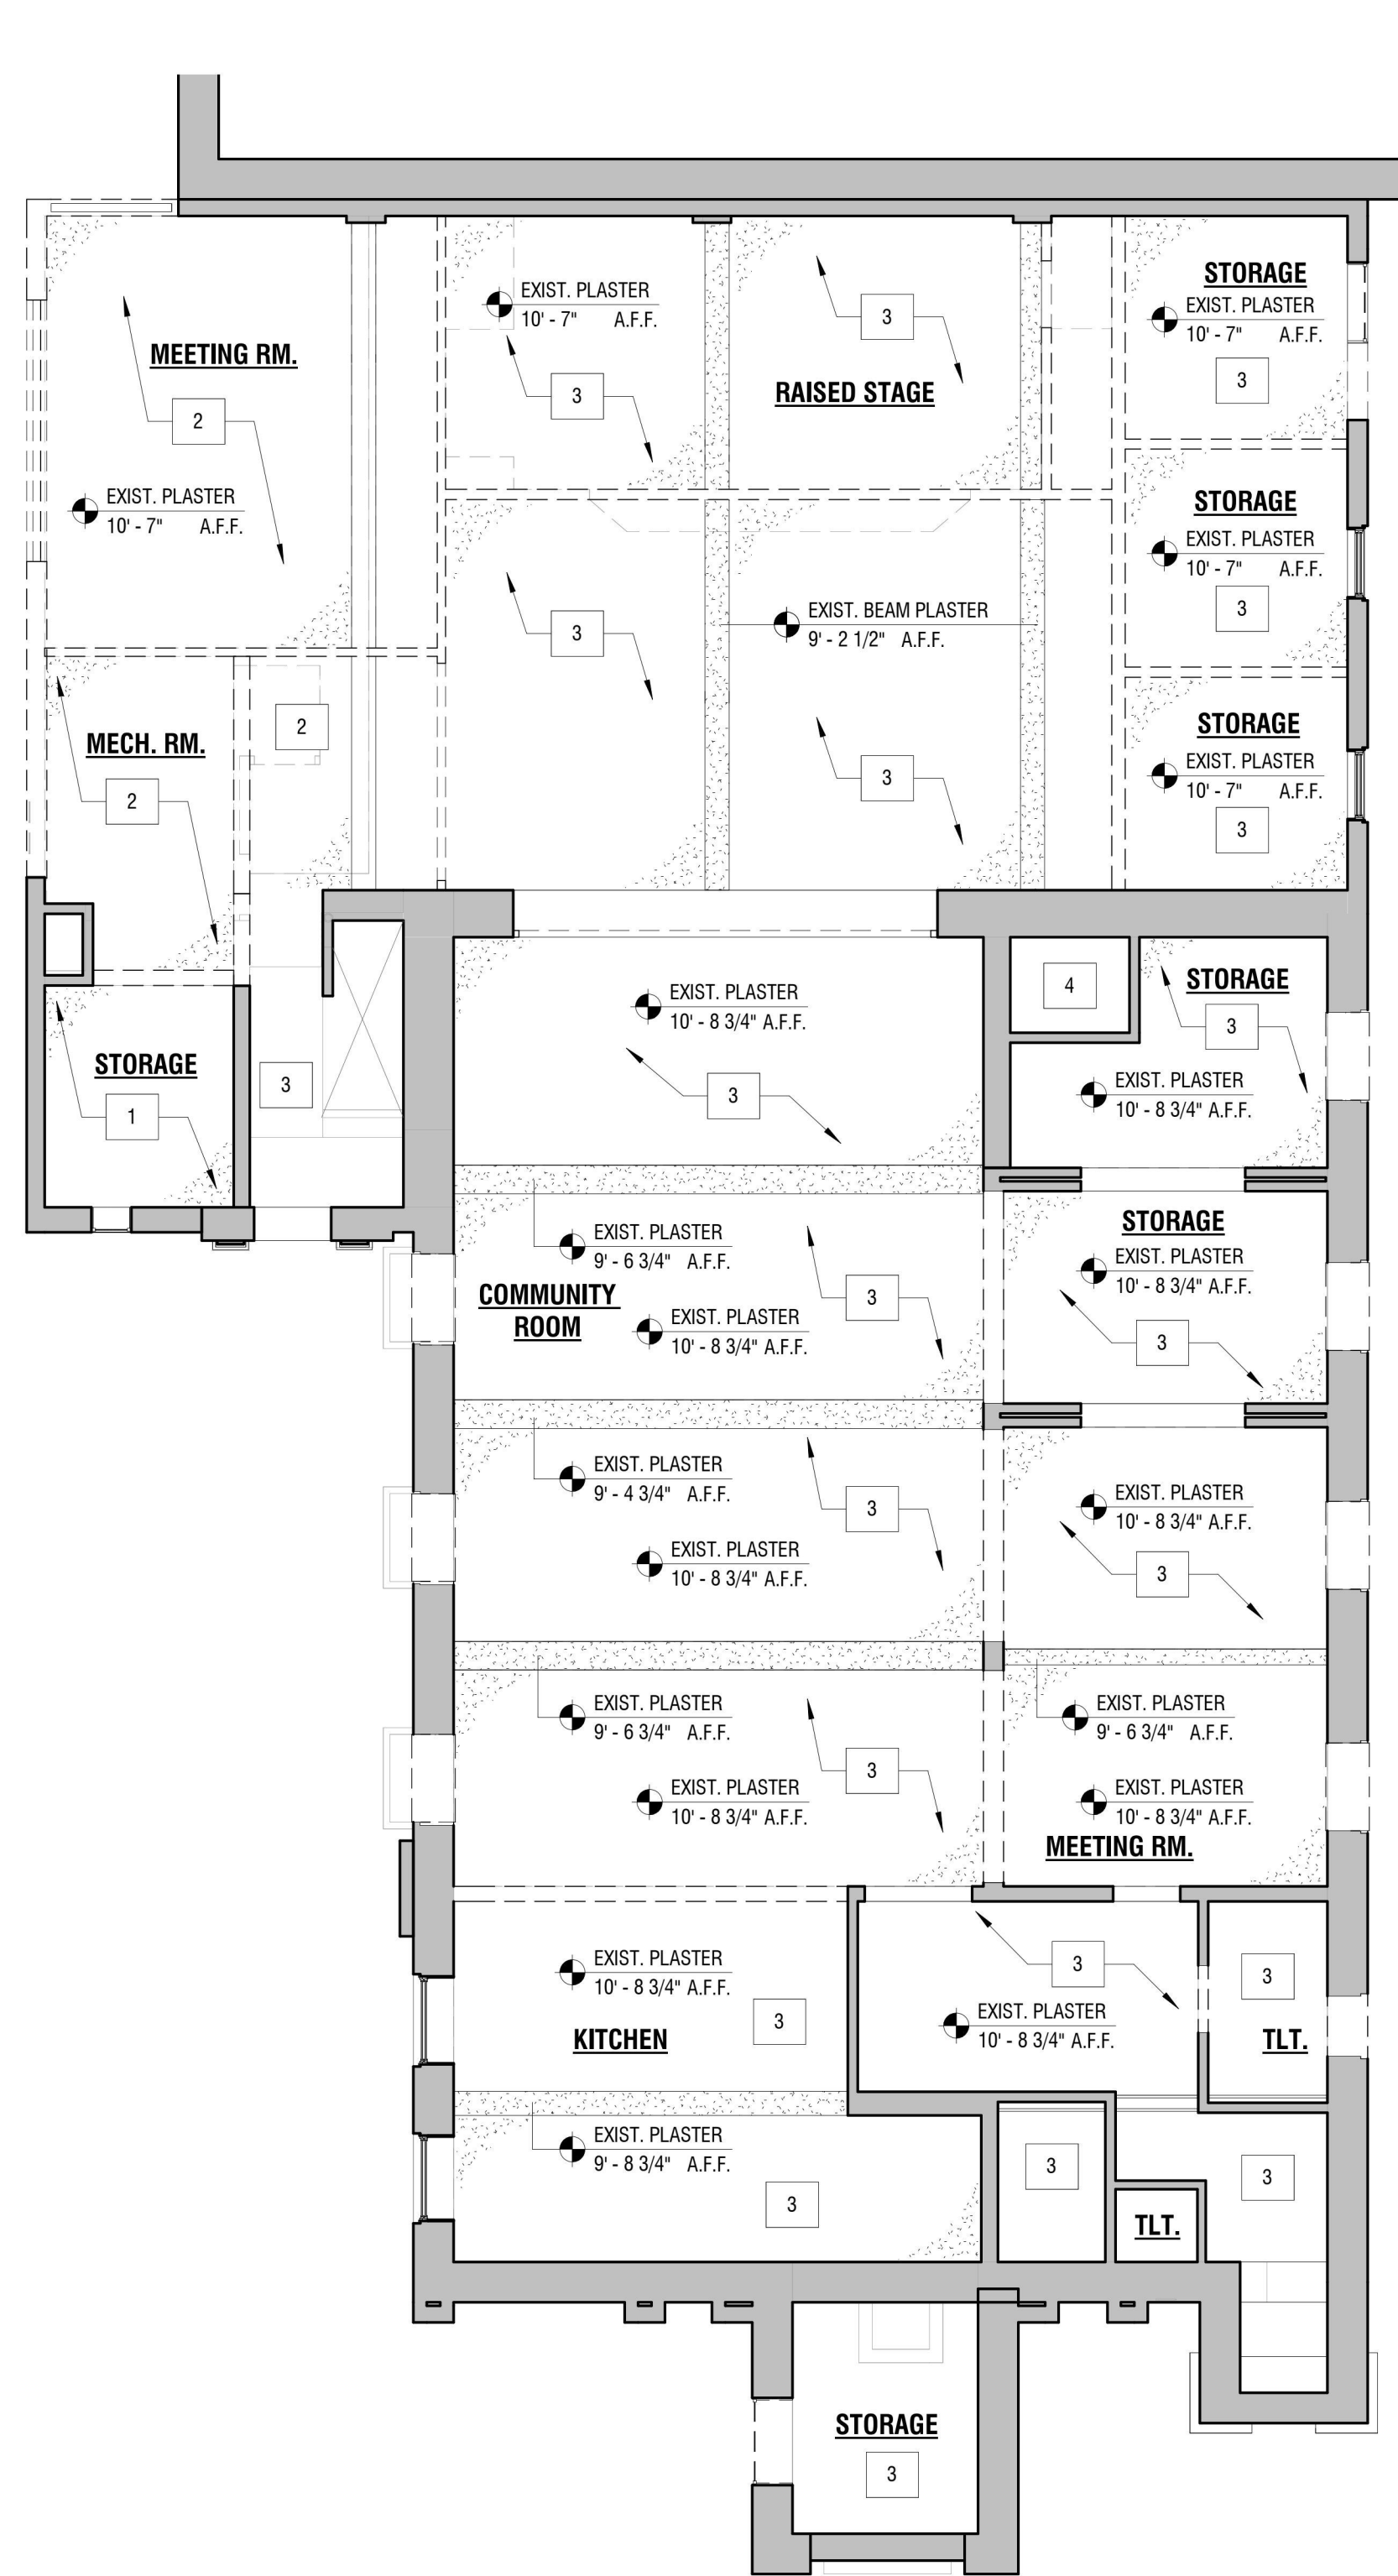 STORAGE
EXIST. PLASTER
10' - 7" A.F.F.
3
EXIST. PLASTER
10' - 7" A.F.F.
3
3
RAISED STAGE
MEETING RM.
2
EXIST. PLASTER
10' - 7" A.F.F.
STORAGE
EXIST. PLASTER
10' - 7" A.F.F.
3
3
EXIST. BEAM PLASTER
9' - 2 1/2" A.F.F.
STORAGE
EXIST. PLASTER
10' - 7" A.F.F.
3
2
MECH. RM.
2
3
STORAGE
1
3
EXIST. PLASTER
10' - 8 3/4" A.F.F.
3
4
STORAGE
3
EXIST. PLASTER
10' - 8 3/4" A.F.F.
EXIST. PLASTER
9' - 6 3/4" A.F.F.
COMMUNITY
ROOM
EXIST. PLASTER
10' - 8 3/4" A.F.F.
3
STORAGE
EXIST. PLASTER
10' - 8 3/4" A.F.F.
3
EXIST. PLASTER
9' - 4 3/4" A.F.F.
3
EXIST. PLASTER
10' - 8 3/4" A.F.F.
EXIST. PLASTER
10' - 8 3/4" A.F.F.
3
EXIST. PLASTER
9' - 6 3/4" A.F.F.
3
EXIST. PLASTER
10' - 8 3/4" A.F.F.
EXIST. PLASTER
9' - 6 3/4" A.F.F.
EXIST. PLASTER
10' - 8 3/4" A.F.F.
MEETING RM.
EXIST. PLASTER
10' - 8 3/4" A.F.F.
3
KITCHEN
3
EXIST. PLASTER
10' - 8 3/4" A.F.F.
3
TLT.
EXIST. PLASTER
9' - 8 3/4" A.F.F.
3
3
3
TLT.
STORAGE
3